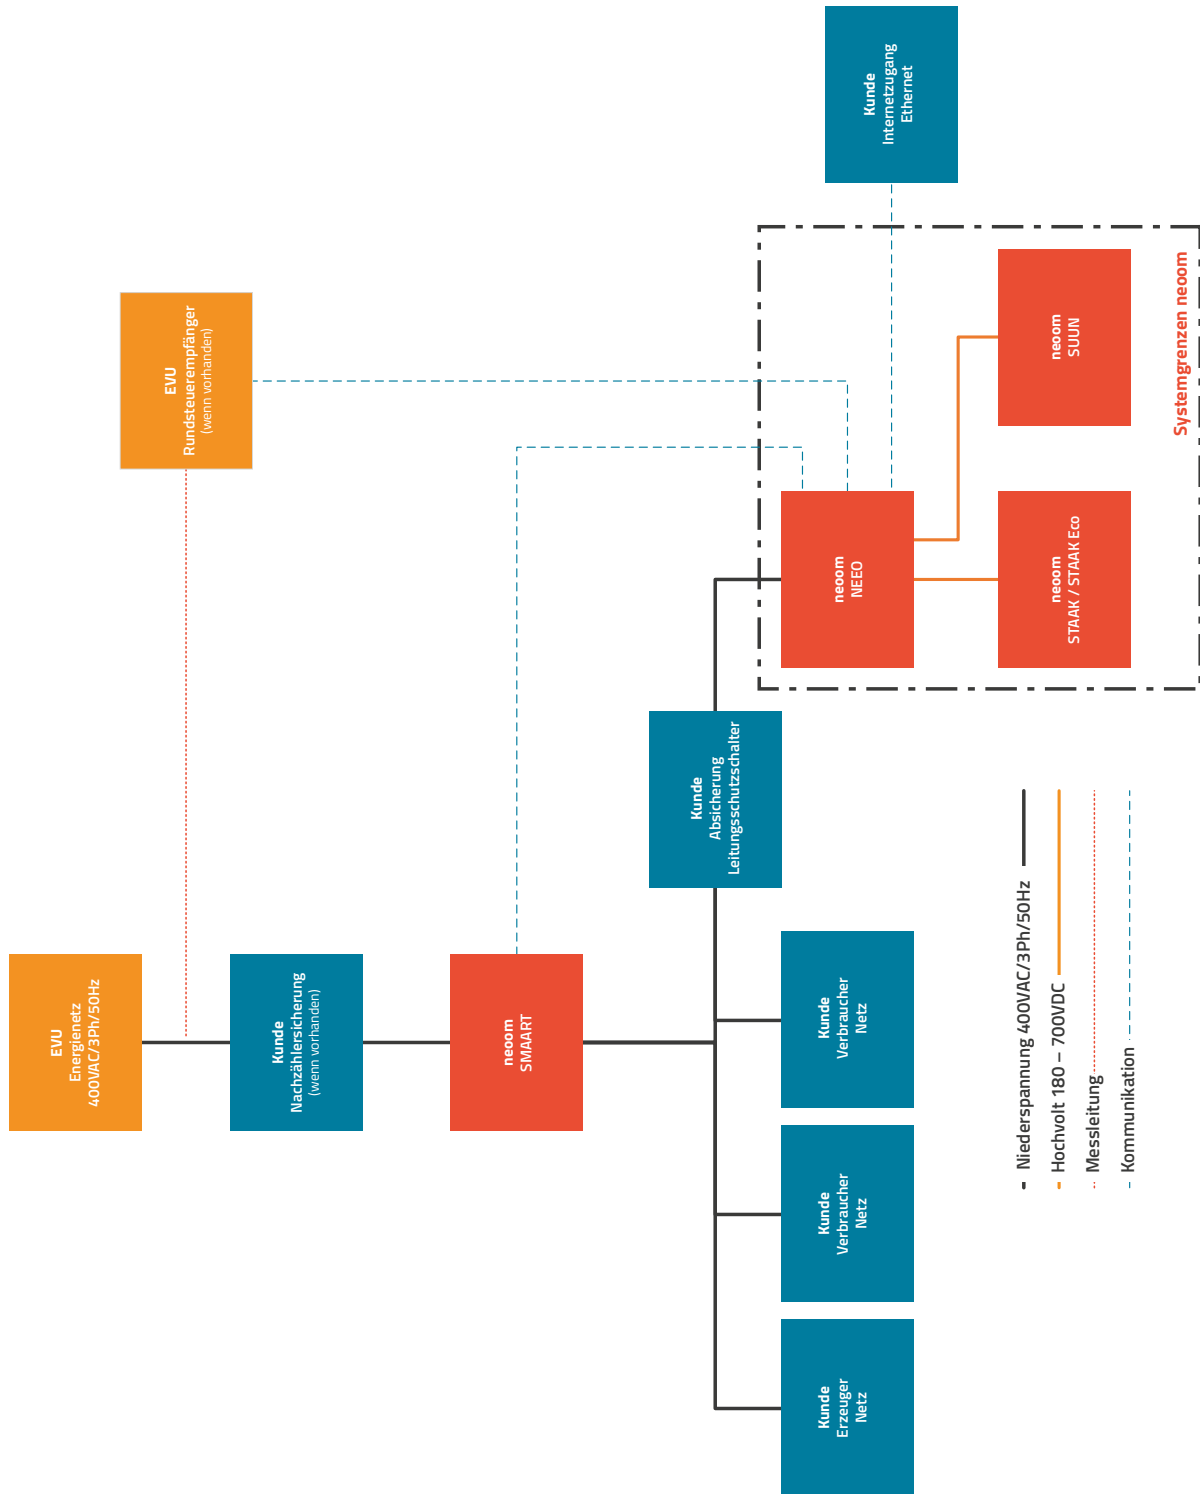 EVU
Energienetz
400VAC/3Ph/50Hz
Kunde
Nachzählersicherung
(wenn vorhanden)
neoom
SMAART
EVU
Rundsteuerempfänger
(wenn vorhanden)
Kunde
Erzeuger
Netz
Kunde
Verbraucher
Netz
Kunde
Verbraucher
Netz
Kunde
Absicherung
Leitungsschutzschalter
neoom
NEEO
Kunde
Internetzugang
Ethernet
neoom
STAAK / STAAK Eco
neoom
SUUN
Systemgrenzen neoom
Niederspannung 400VAC/3Ph/50Hz
Hochvolt 180 – 700VDC
Messleitung
Kommunikation